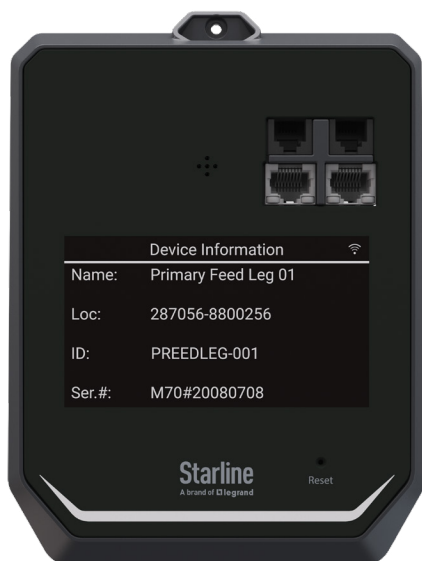 Device Information
Name: Primary Feed Leg 01
Loc: 287056-8800256
ID: PREEDLEG-001
Ser.#: M70#20080708
Starline
A brand of legrand
Reset